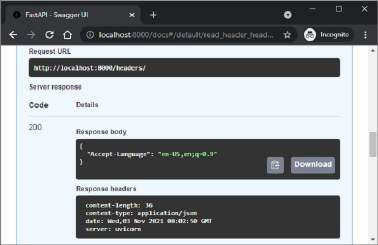 FastAPI - Swagger UI
localhost:8000/docs#/default/read_header_head...
Incognito
Request URL
http://localhost:8000/headers/
Server response
Code
Details
200
Response body
{
"Accept-Language": "en-US,en;q=0.9"
}
Download
Response headers
content-length: 36
content-type: application/json
date: Wed,03 Nov 2021 00:02:50 GMT
server: uvicorn